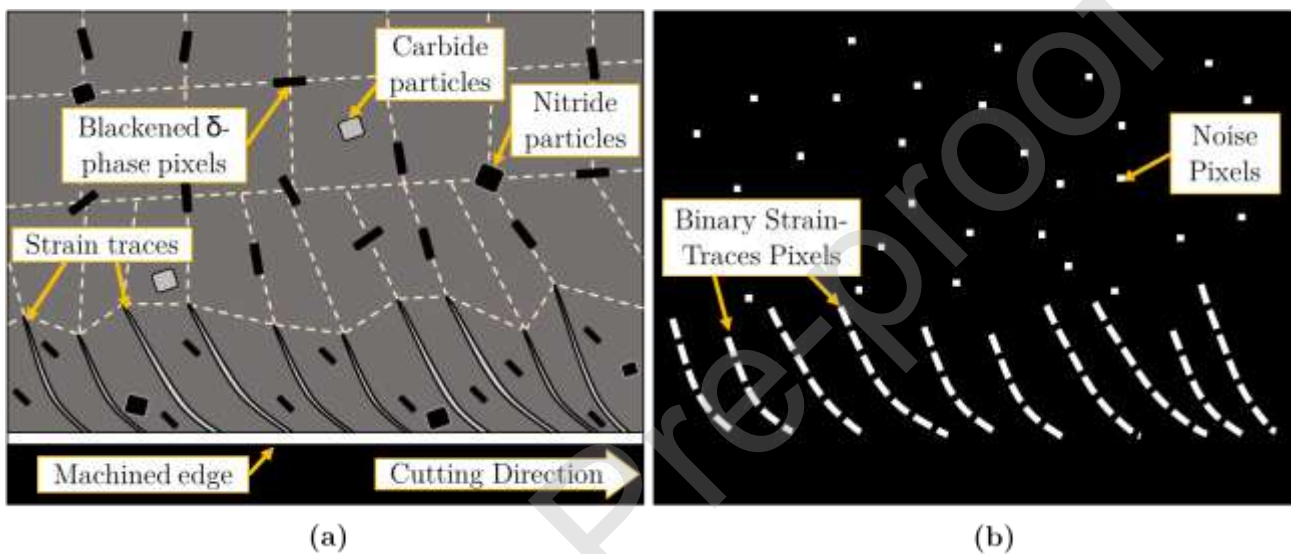 Carbide
particles
Nitride
particles
Blackened δ-
phase pixels
Strain traces
Machined edge
Cutting Direction
(a)
Noise
Pixels
Binary Strain-
Traces Pixels
(b)
Pre-proof